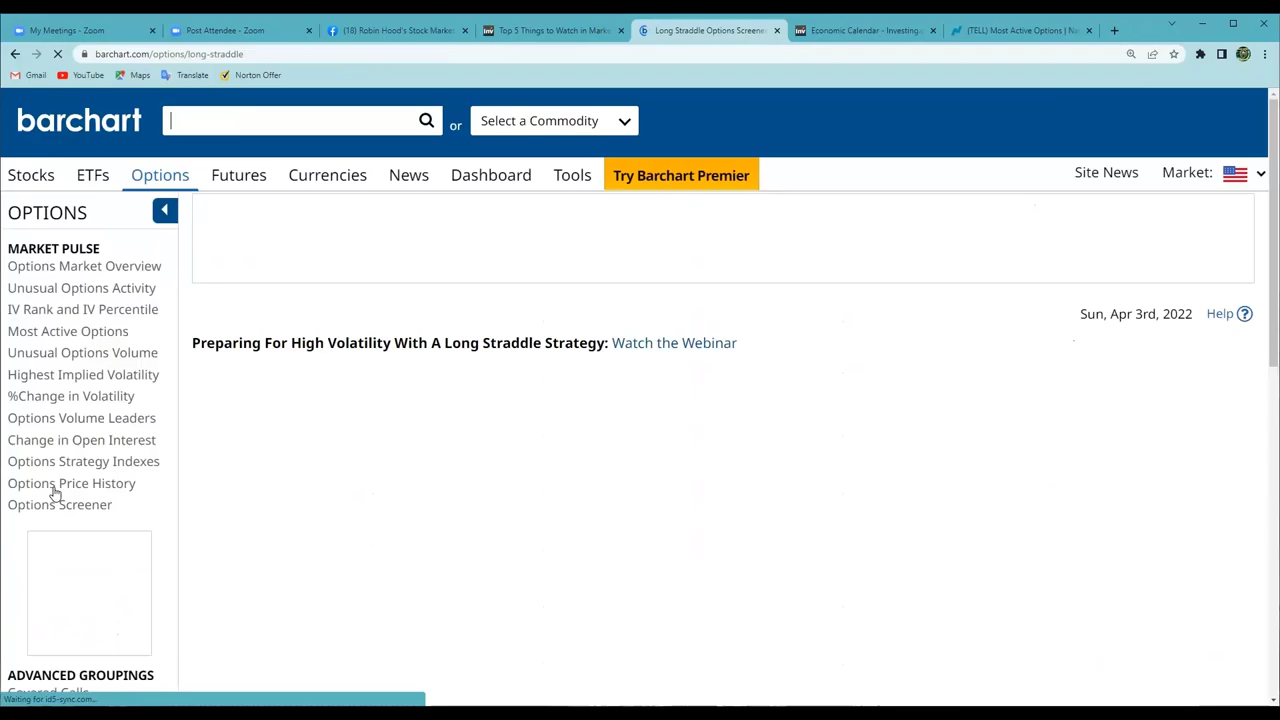 My Meetings - Zoom
Post Attendee - Zoom
(18) Robin Hood's Stock Market
Top 5 Things to Watch in Mark
Long Straddle Options Screener
Economic Calendar - Investing.
(TELL) Most Active Options | Na
barchart.com/options/long-straddle
Gmail YouTube Maps Translate Norton Offer
barchart or Select a Commodity
Stocks ETFs Options Futures Currencies News Dashboard Tools Try Barchart Premier Site News Market:
OPTIONS
MARKET PULSE
Options Market Overview
Unusual Options Activity
IV Rank and IV Percentile
Most Active Options
Unusual Options Volume
Highest Implied Volatility
%Change in Volatility
Options Volume Leaders
Change in Open Interest
Options Strategy Indexes
Options Price History
Options Screener
ADVANCED GROUPINGS
Covered Calls
Sun, Apr 3rd, 2022 Help ?
Preparing For High Volatility With A Long Straddle Strategy: Watch the Webinar
Waiting for id5-sync.com...